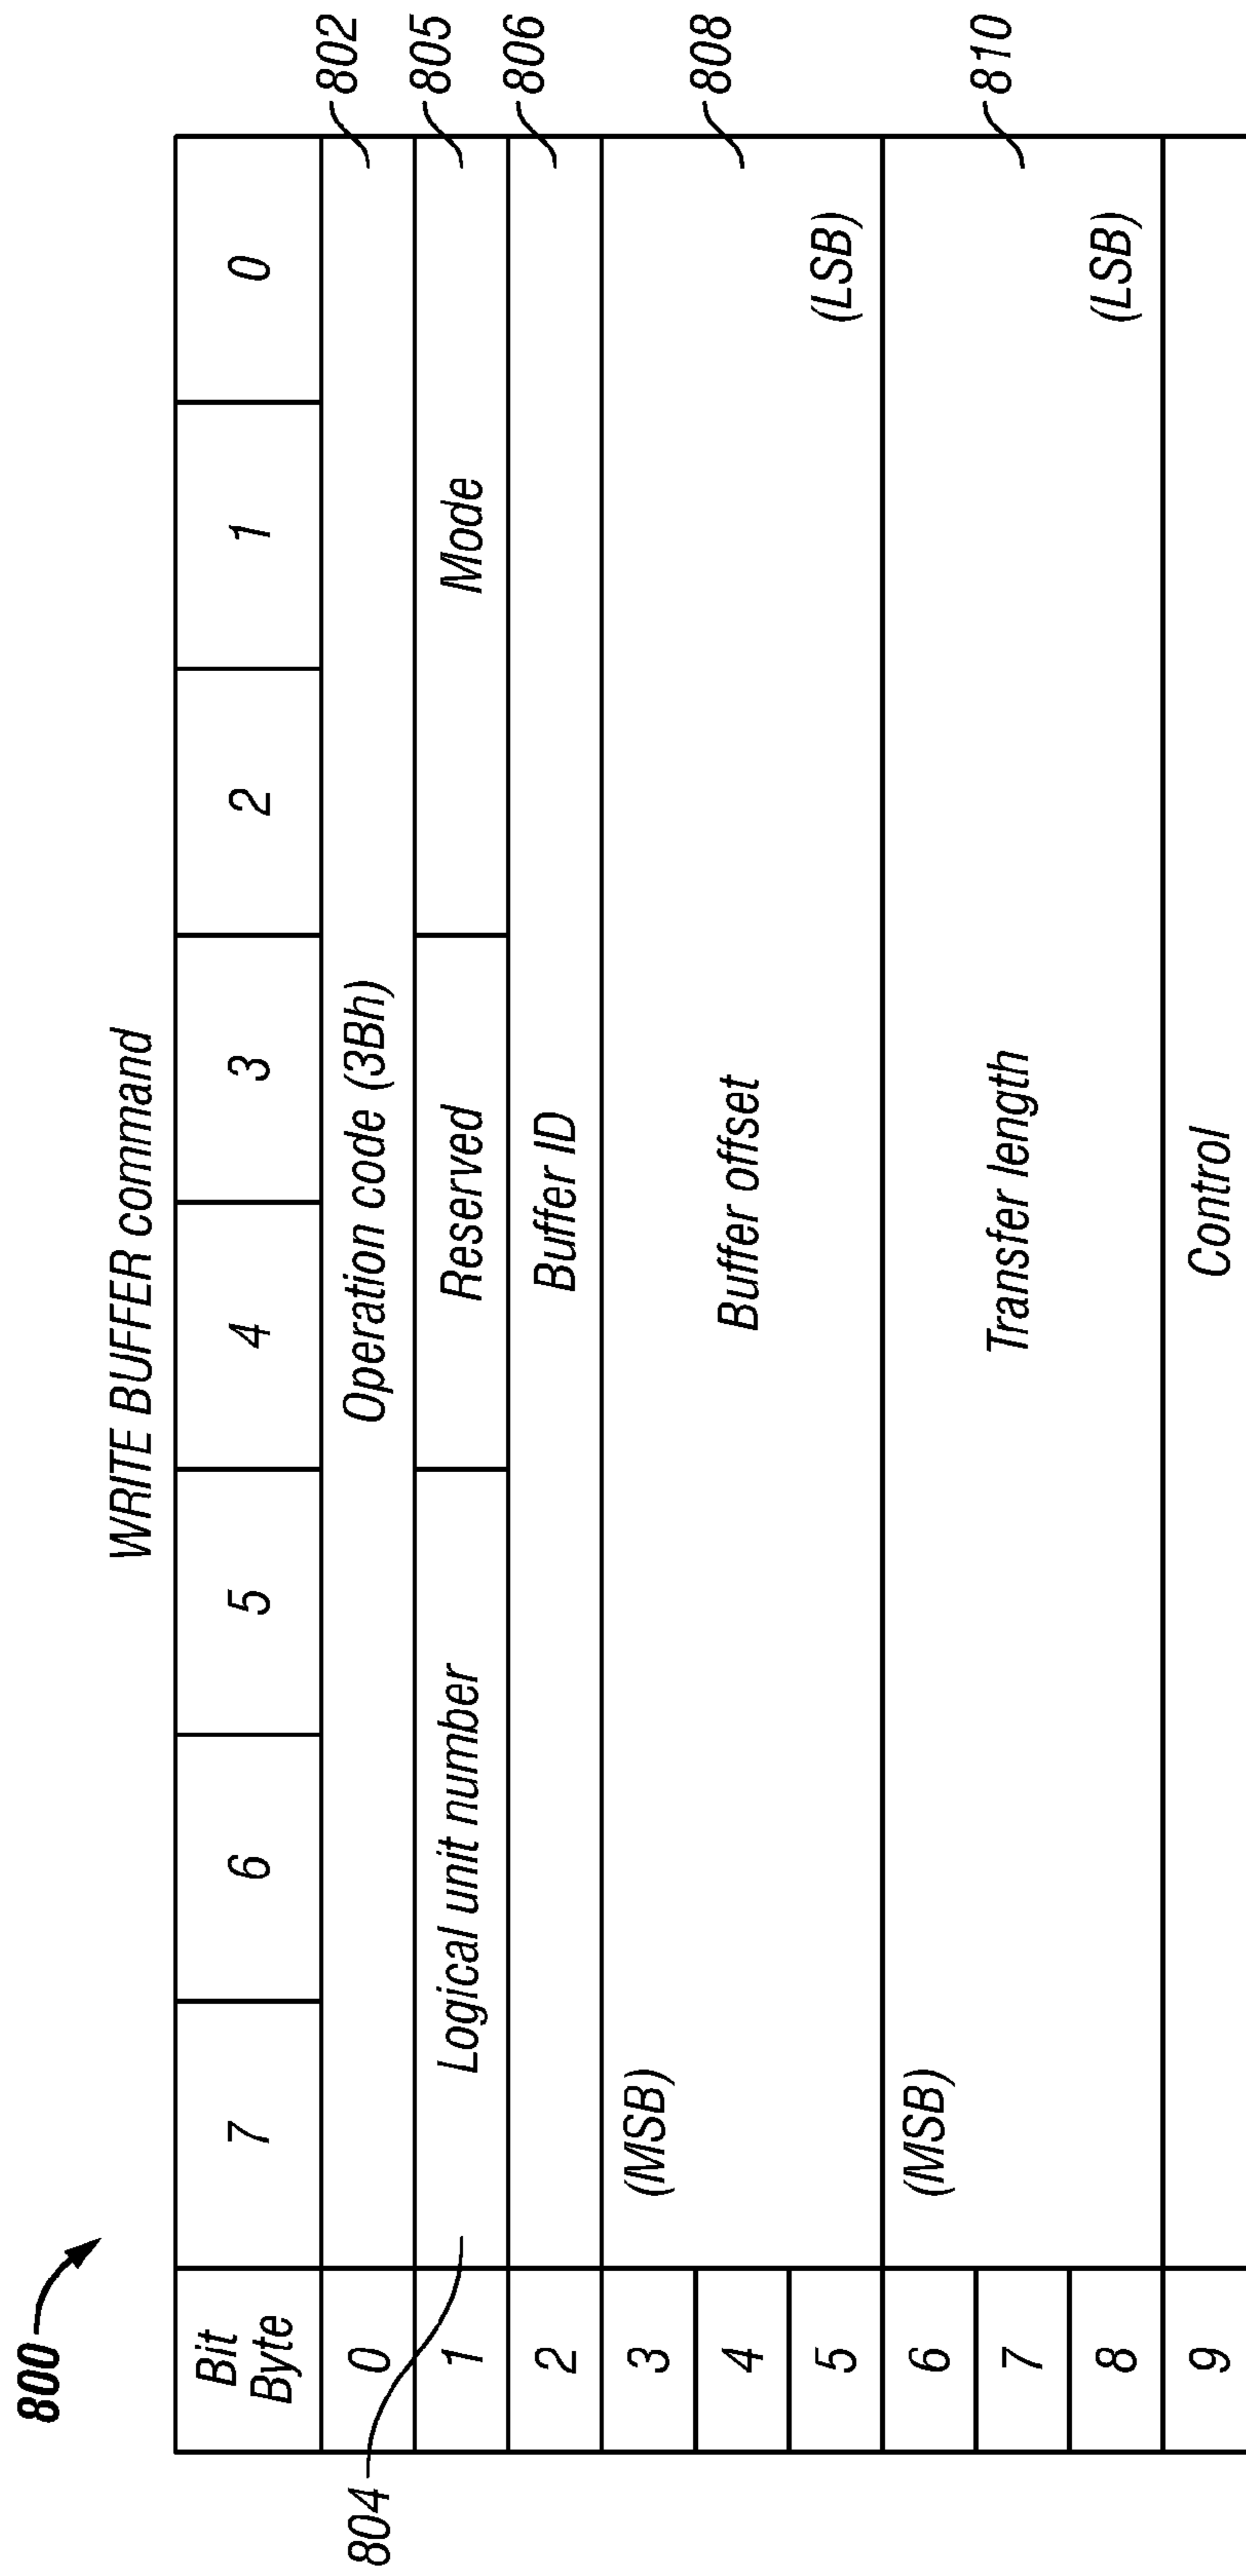 800
WRITE BUFFER command
Bit
Byte
7 6 5 4 3 2 1 0
0 Operation code (3Bh) 802
804 1 Logical unit number Reserved Mode 805
2 Buffer ID 806
3 (MSB)
4 Buffer offset 808
5 (LSB)
6 (MSB)
7 Transfer length 810
8 (LSB)
9 Control